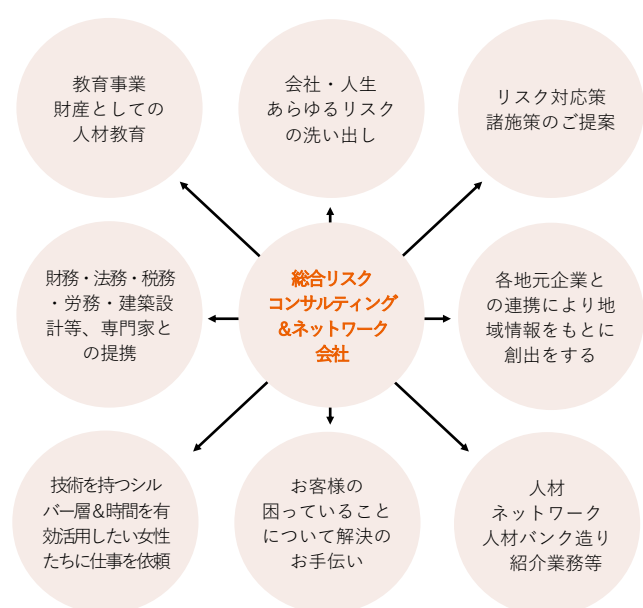 教育事業
財産としての
人材教育
会社・人生
あらゆるリスク
の洗い出し
リスク対応策
諸施策のご提案
財務・法務・税務
・労務・建築設
計等、専門家と
の提携
総合リスク
コンサルティング
&ネットワーク
会社
各地元企業と
の連携により地
域情報をもとに
創出をする
技術を持つシル
バー層&時間を有
効活用したい女性
たちに仕事を依頼
お客様の
困っていること
について解決の
お手伝い
人材
ネットワーク
人材バンク造り
紹介業務等